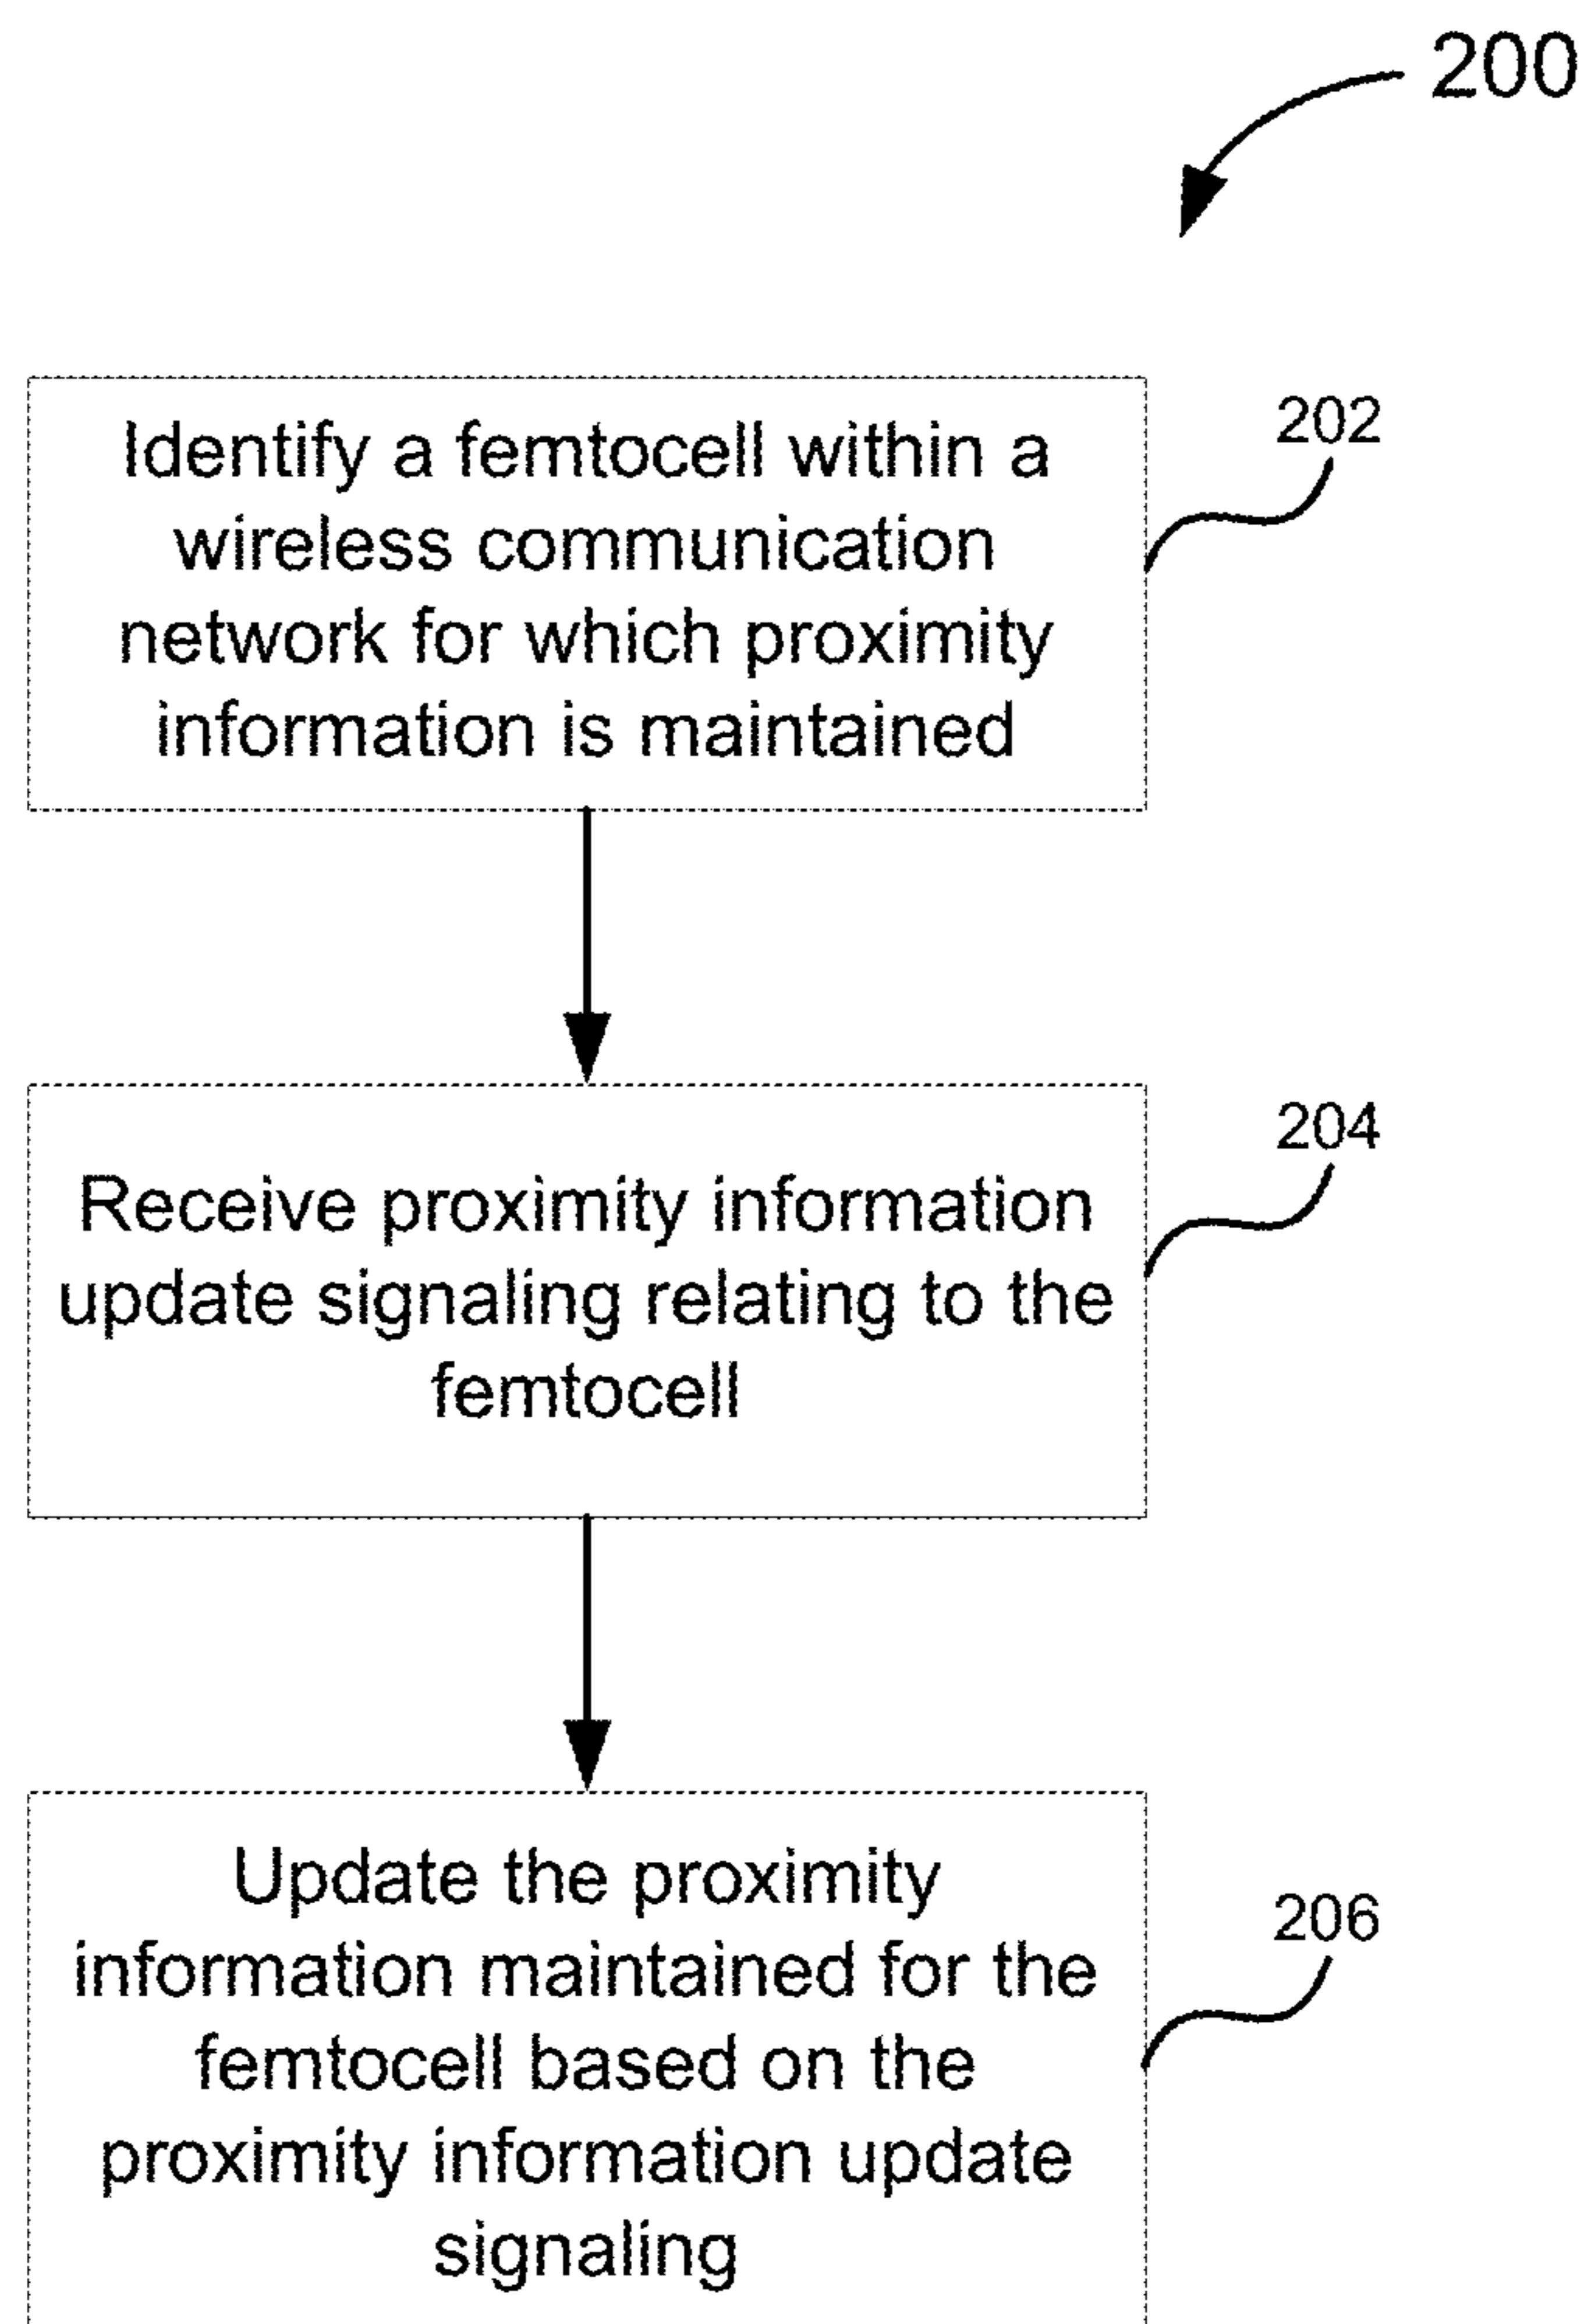 200
Identify a femtocell within a
wireless communication
network for which proximity
information is maintained
202
Receive proximity information
update signaling relating to the
femtocell
204
Update the proximity
information maintained for the
femtocell based on the
proximity information update
signaling
206